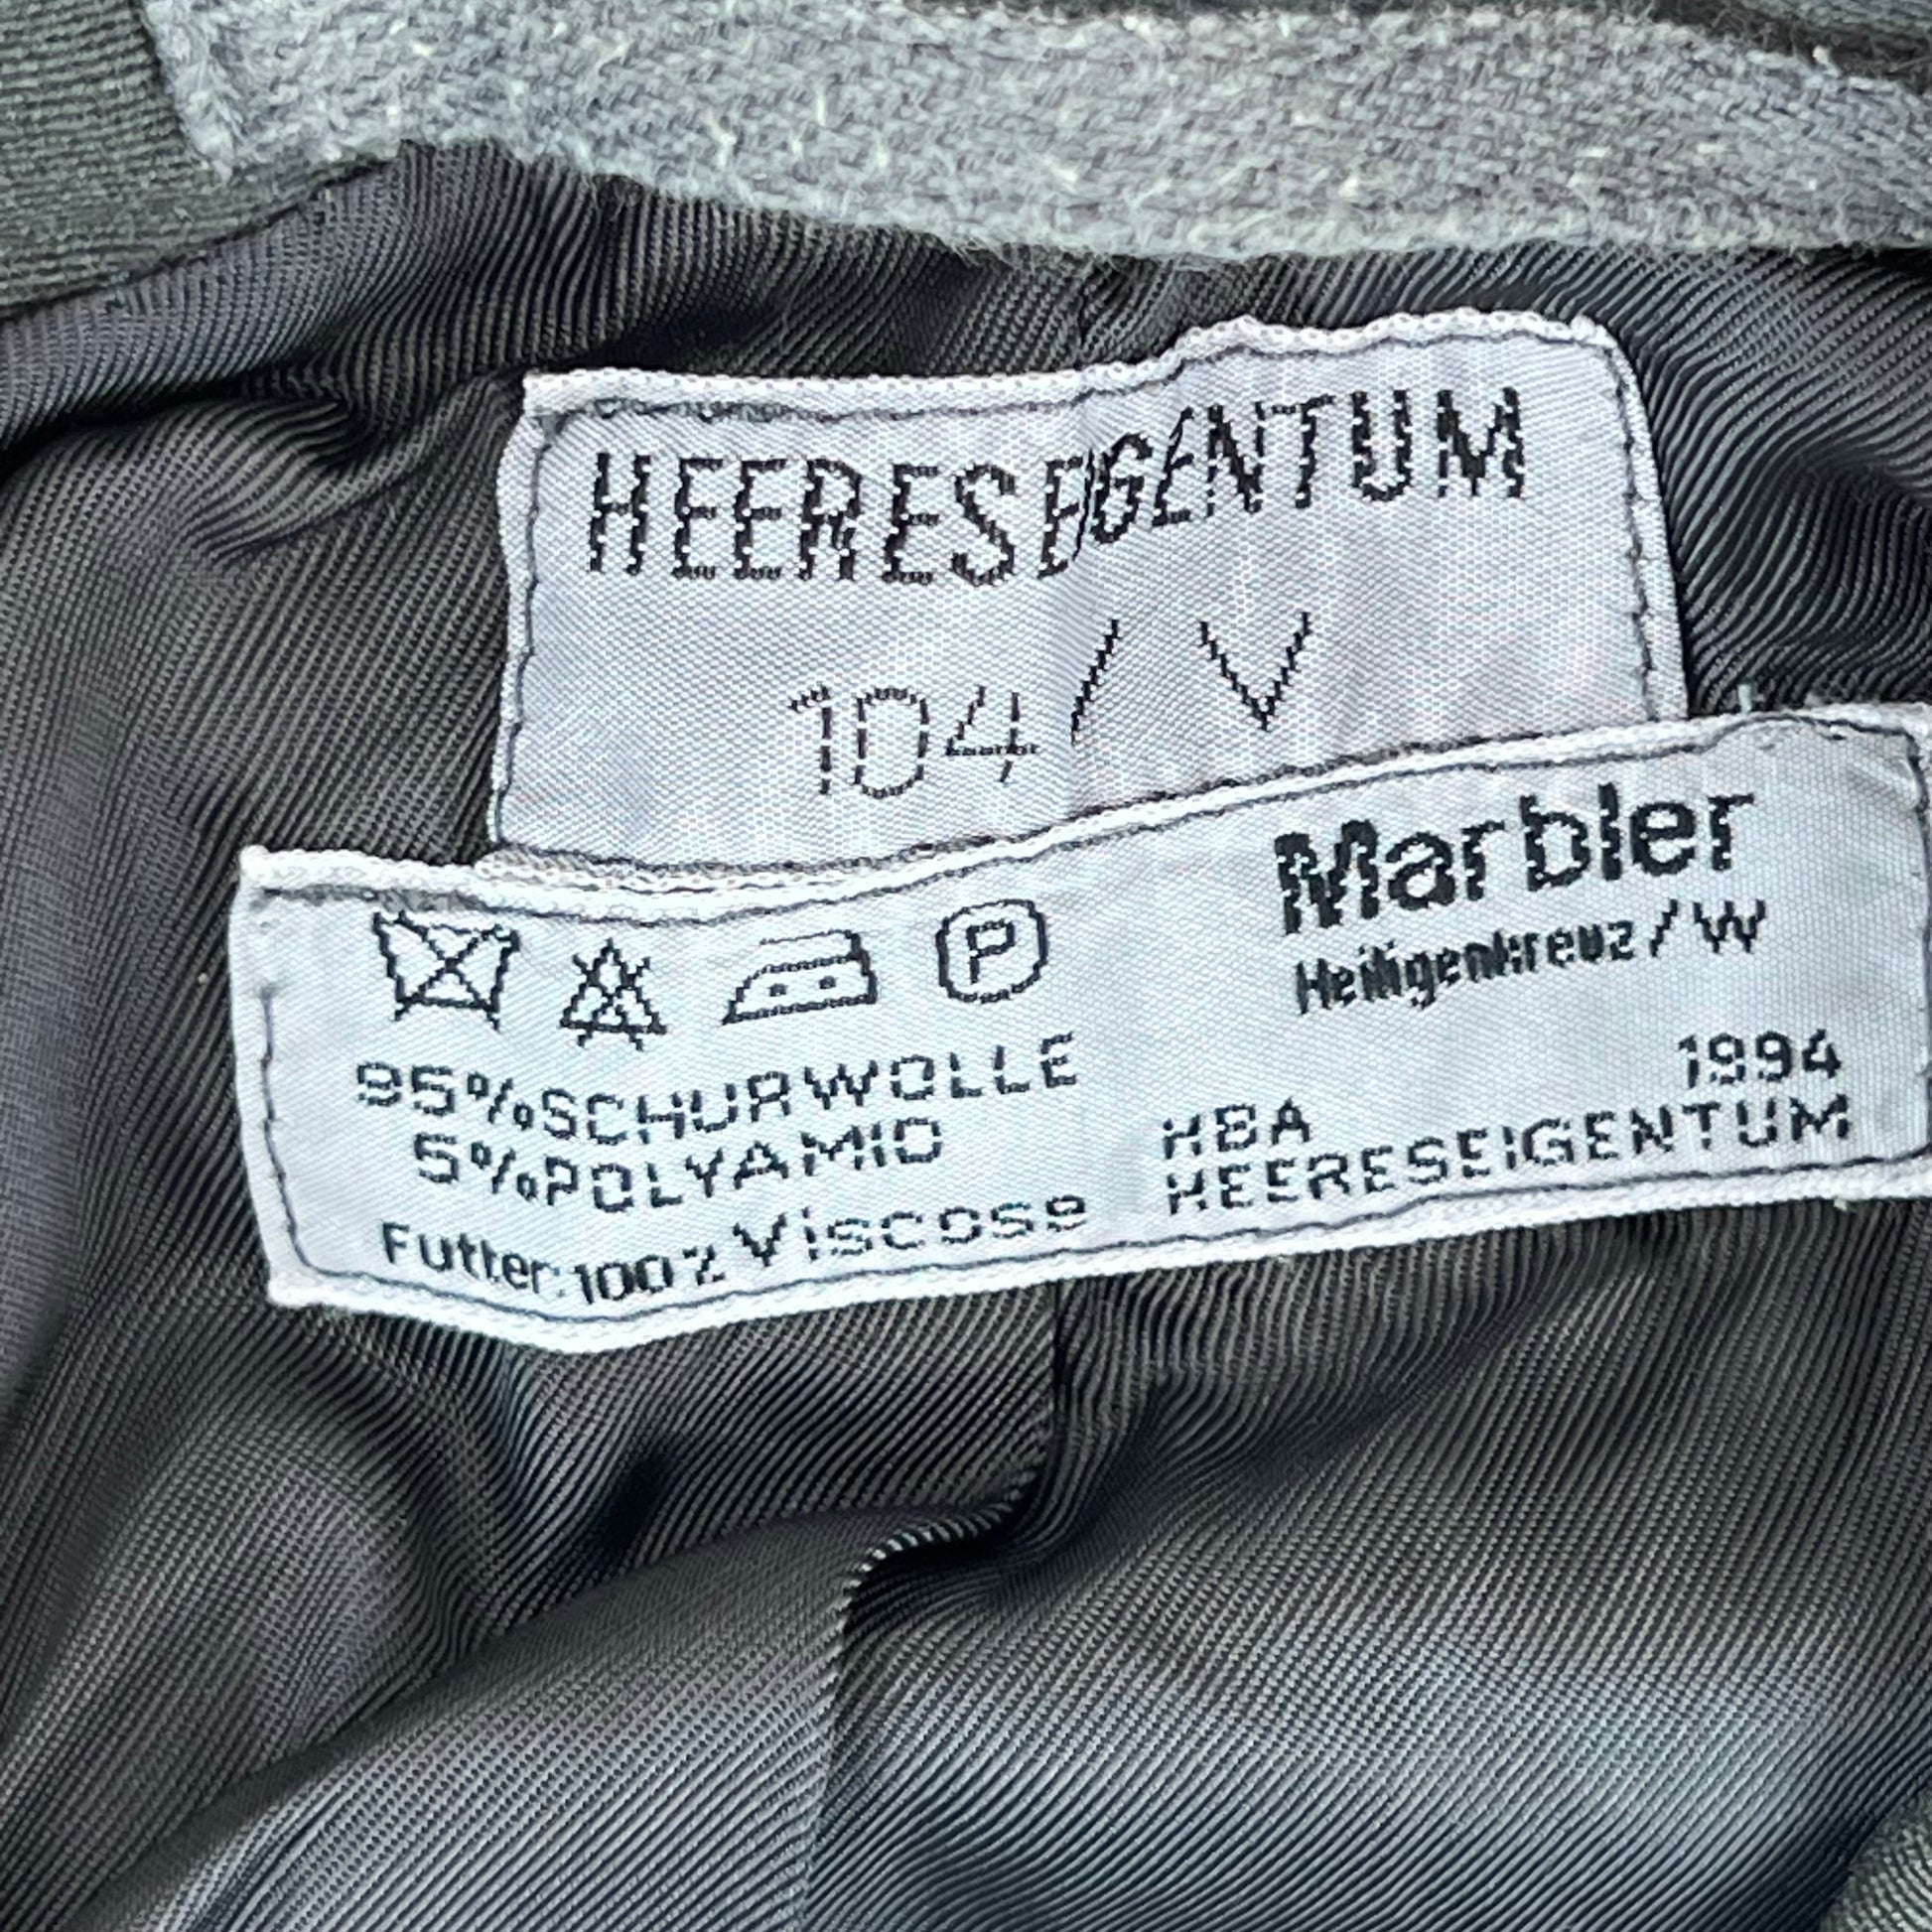 HEERESEIGENTUM
104/V
Marbler
Heiligenkreuz/W
P
95%SCHURWOLLE
5%POLYAMID
Futter:100% Viscose
1994
HBA
HEERESEIGENTUM